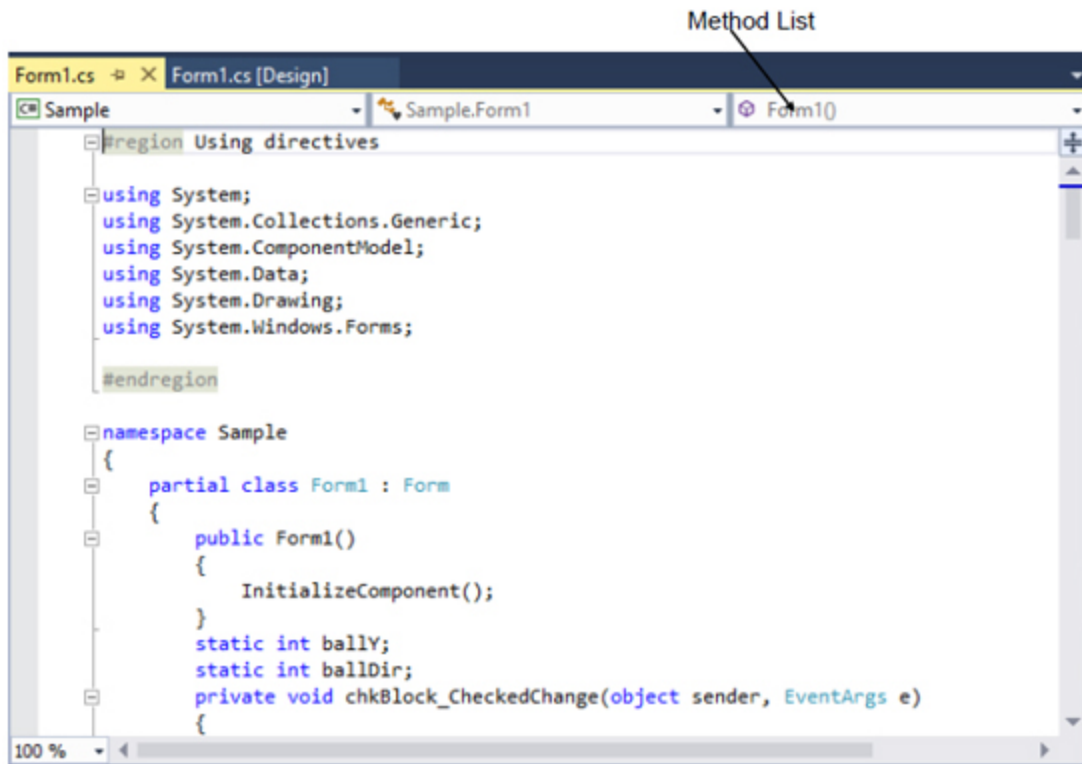 Method List
Form1.cs Form1.cs [Design]
C# Sample Sample.Form1 Form1()
#region Using directives
using System;
using System.Collections.Generic;
using System.ComponentModel;
using System.Data;
using System.Drawing;
using System.Windows.Forms;
#endregion
namespace Sample
{
partial class Form1 : Form
{
public Form1()
{
InitializeComponent();
}
static int ballY;
static int ballDir;
private void chkBlock_CheckedChange(object sender, EventArgs e)
{
100 %